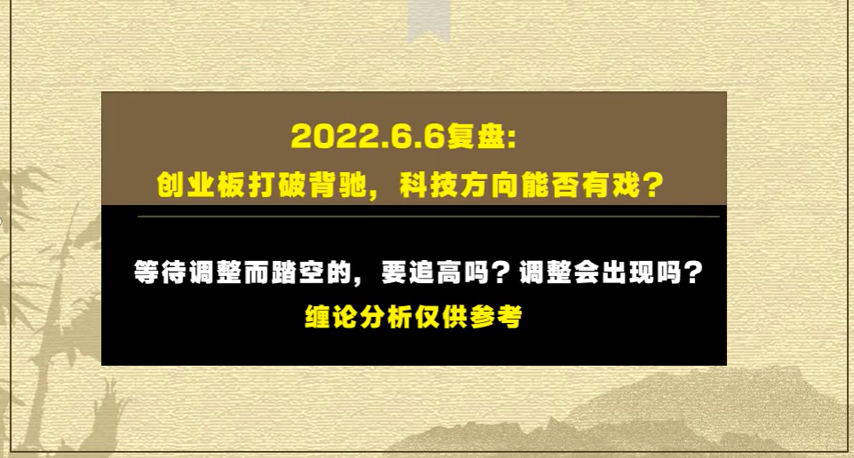 2022.6.6复盘:
创业板打破背驰，科技方向能否有戏？
等待调整而踏空的，要追高吗？调整会出现吗？
缠论分析仅供参考